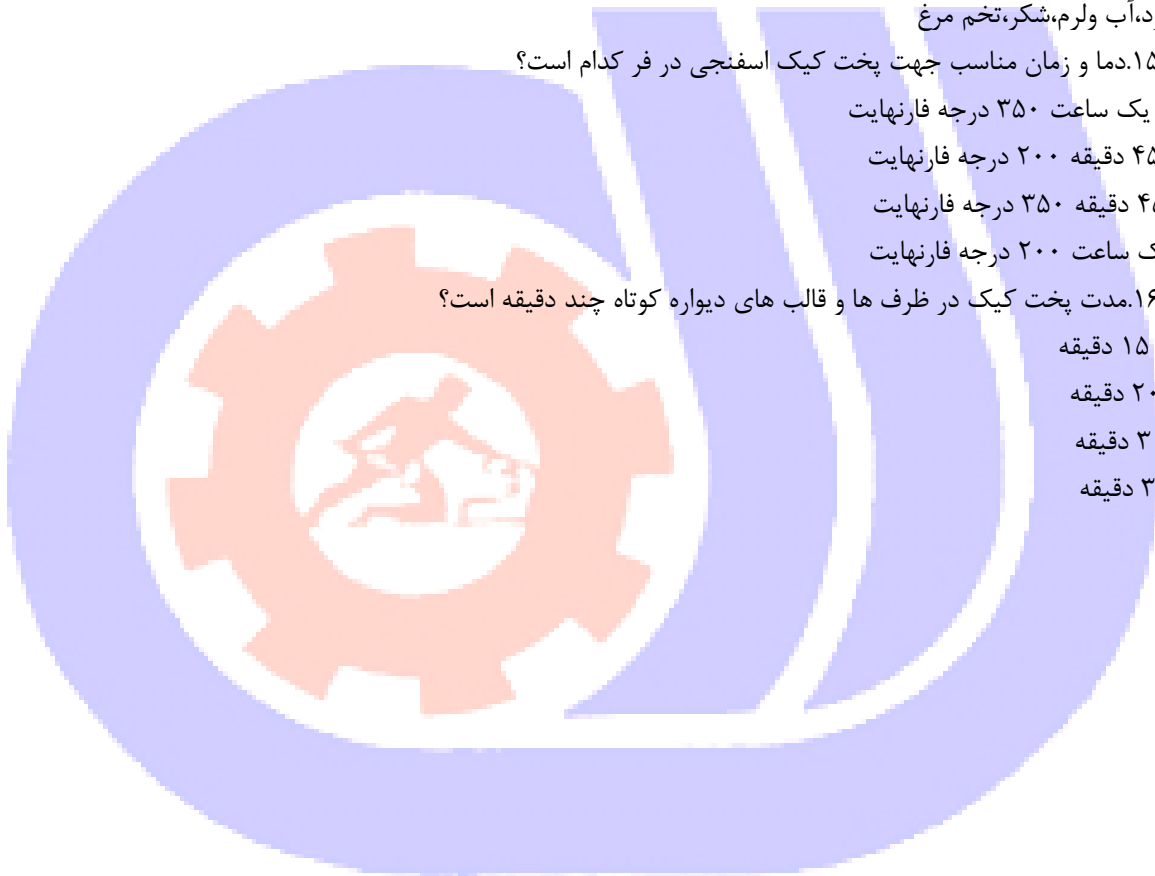 آب ولرم،شکر،تخم مرغ
۱۵.دما و زمان مناسب جهت پخت کیک اسفنجی در فر کدام است؟
یک ساعت ۳۵۰ درجه فارنهایت
۴۵ دقیقه ۲۰۰ درجه فارنهایت
۴۵ دقیقه ۳۵۰ درجه فارنهایت
ساعت ۲۰۰ درجه فارنهایت
۱۶.مدت پخت کیک در ظرف ها و قالب های دیواره کوتاه چند دقیقه است؟
۱۵ دقیقه
۲۰ دقیقه
دقیقه
دقیقه